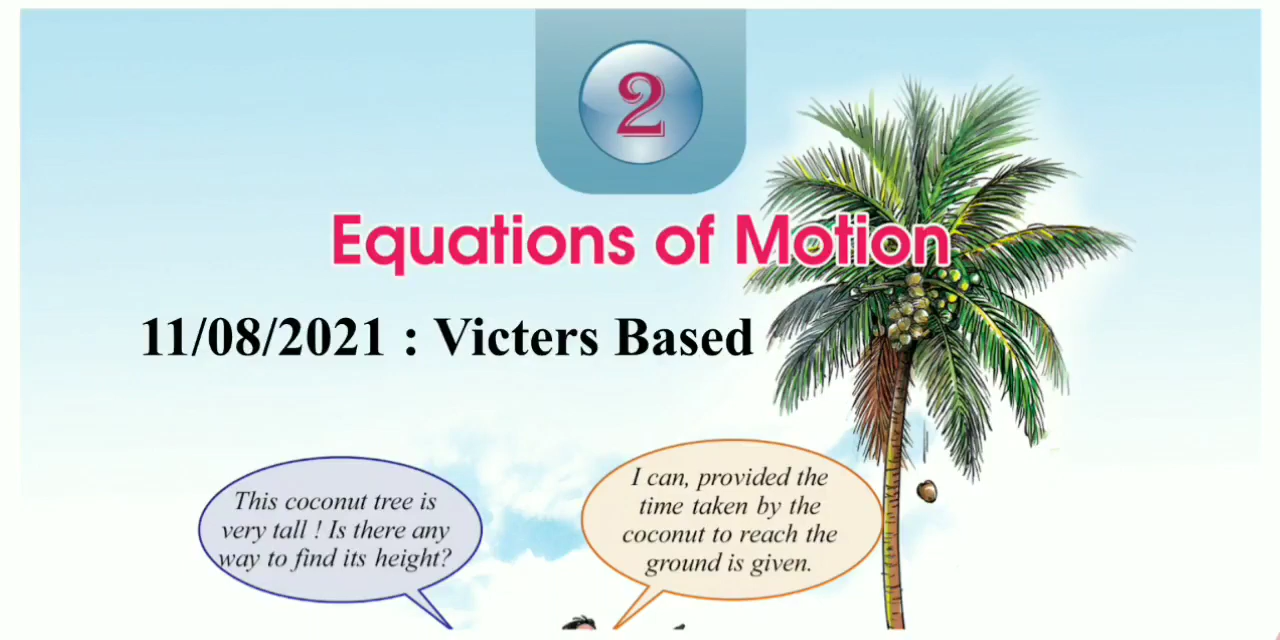 2
Equations of Motion
11/08/2021 : Victers Based
This coconut tree is
very tall ! Is there any
way to find its height?
I can, provided the
time taken by the
coconut to reach the
ground is given.